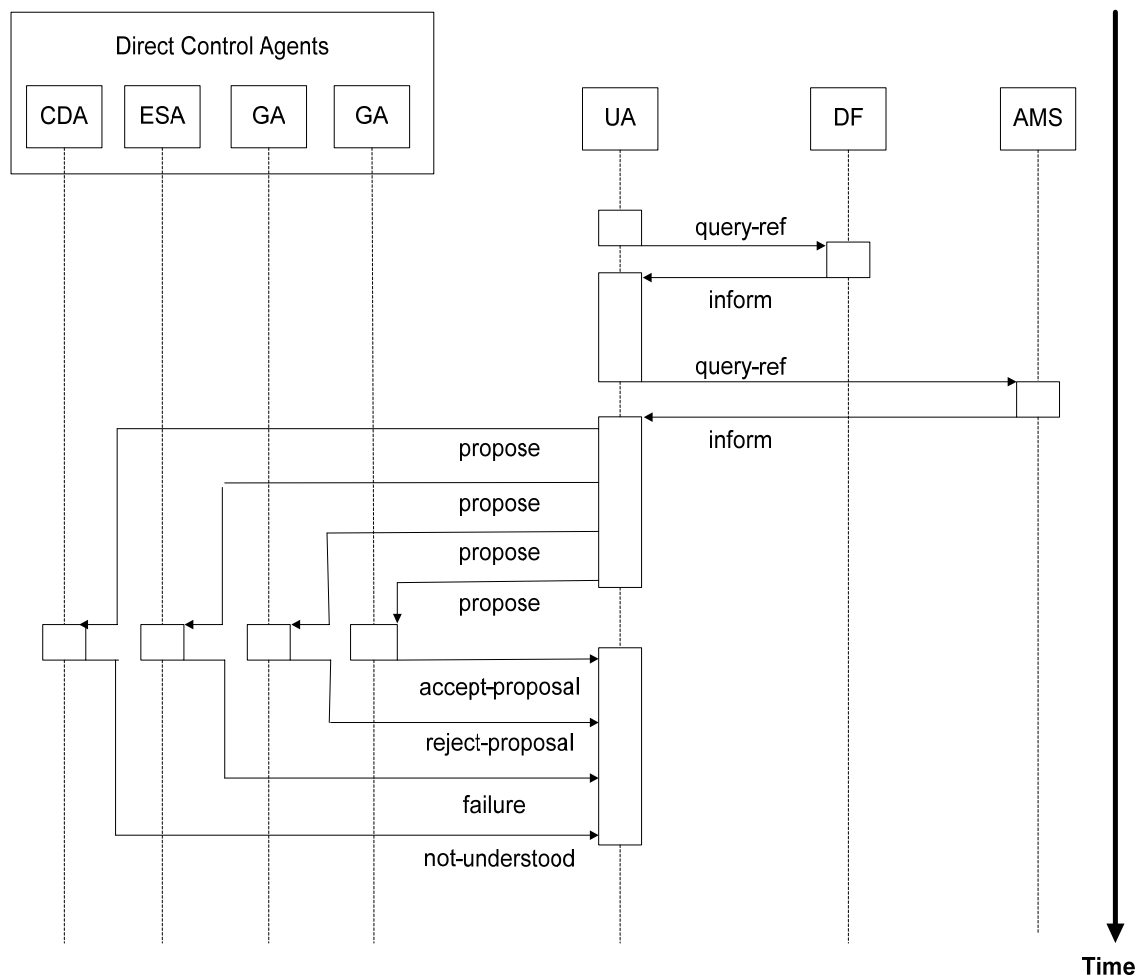 Direct Control Agents
CDA
ESA
GA
GA
UA
DF
AMS
query-ref
inform
query-ref
inform
propose
propose
propose
propose
accept-proposal
reject-proposal
failure
not-understood
Time